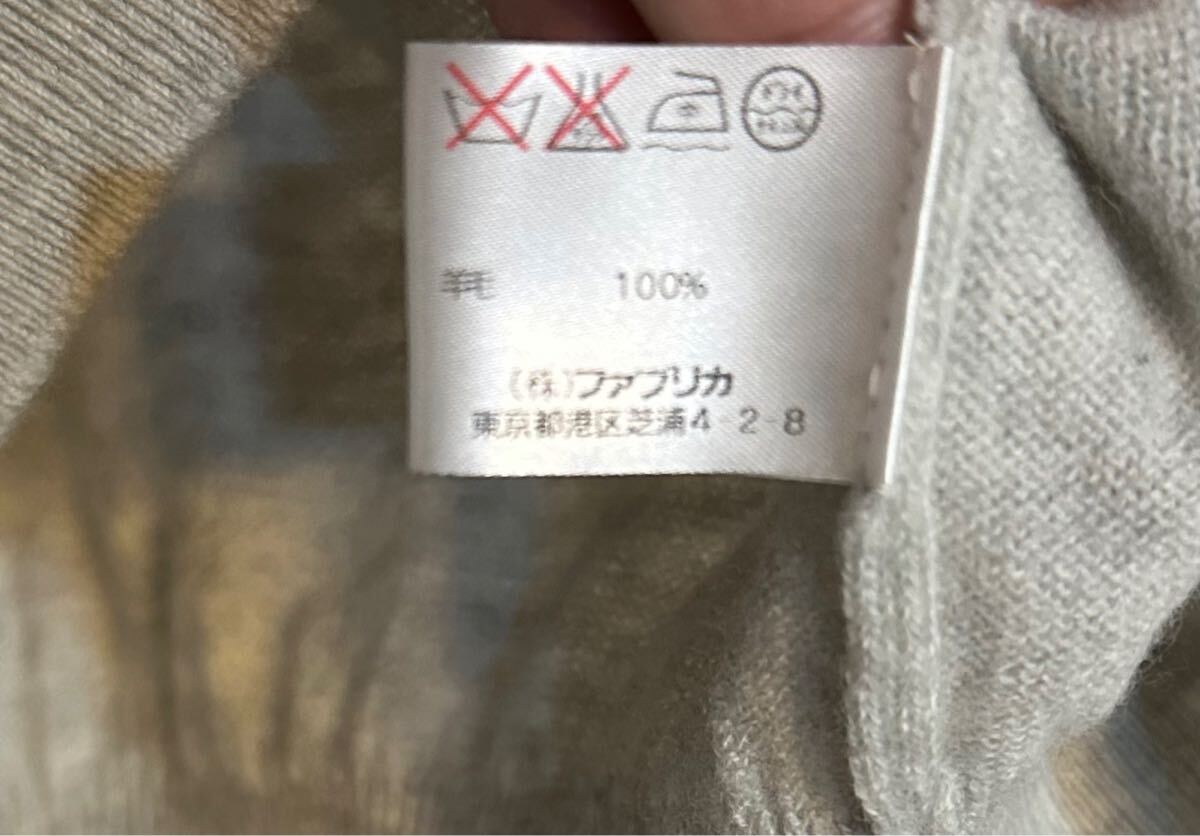 羊毛 100%
(株)ファブリカ
東京都港区芝浦4-2-8